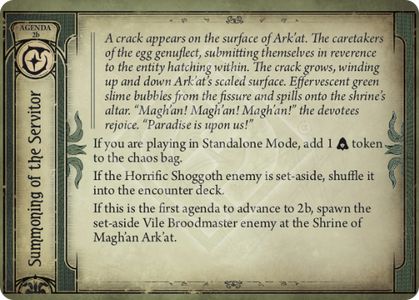 AGENDA
2b
Summoning of the Servitor
A crack appears on the surface of Ark'at. The caretakers
of the egg genuflect, submitting themselves in reverence
to the entity hatching within. The crack grows, winding
up and down Ark'at's scaled surface. Effervescent green
slime bubbles from the fissure and spills onto the shrine's
altar. "Magh'an! Magh'an! Magh'an!" the devotees
rejoice. "Paradise is upon us!"
If you are playing in Standalone Mode, add 1 token
to the chaos bag.
If the Horrific Shoggoth enemy is set-aside, shuffle it
into the encounter deck.
If this is the first agenda to advance to 2b, spawn the
set-aside Vile Broodmaster enemy at the Shrine of
Magh'an Ark'at.